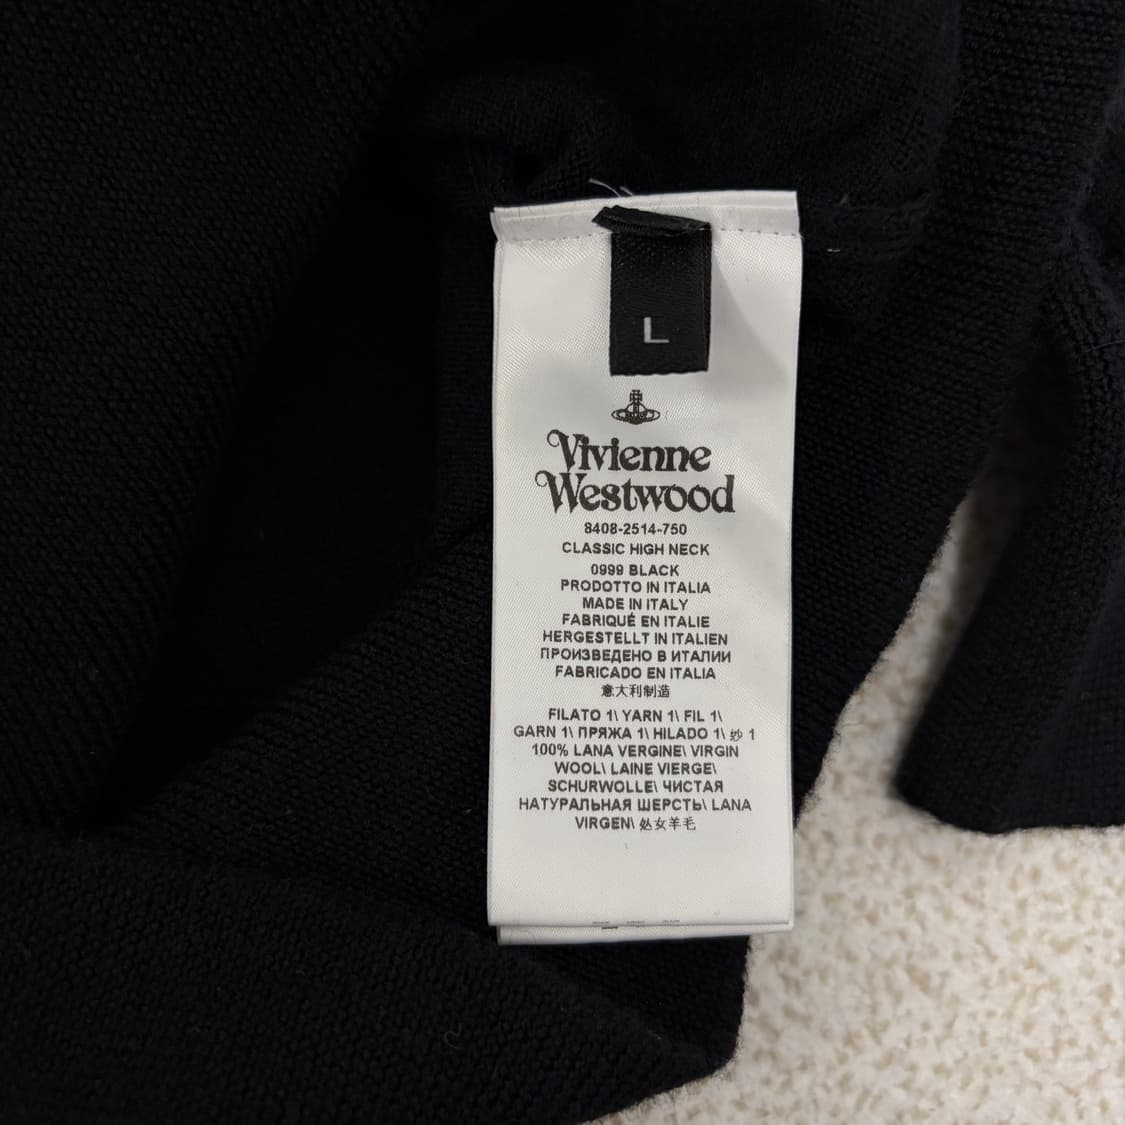 L
Vivienne
Westwood
8408-2514-750
CLASSIC HIGH NECK
0999 BLACK
PRODOTTO IN ITALIA
MADE IN ITALY
FABRIQUÉ EN ITALIE
HERGESTELLT IN ITALIEN
ПРОИЗВЕДЕНО В ИТАЛИИ
FABRICADO EN ITALIA
意大利制造
FILATO 1\ YARN 1\ FIL 1\
GARN 1\ ПРЯЖА 1\ HILADO 1\ 纱 1
100% LANA VERGINE\ VIRGIN
WOOL\ LAINE VIERGE\
SCHURWOLLE\ ЧИСТАЯ
НАТУРАЛЬНАЯ ШЕРСТЬ\ LANA
VIRGEN\ 处女羊毛